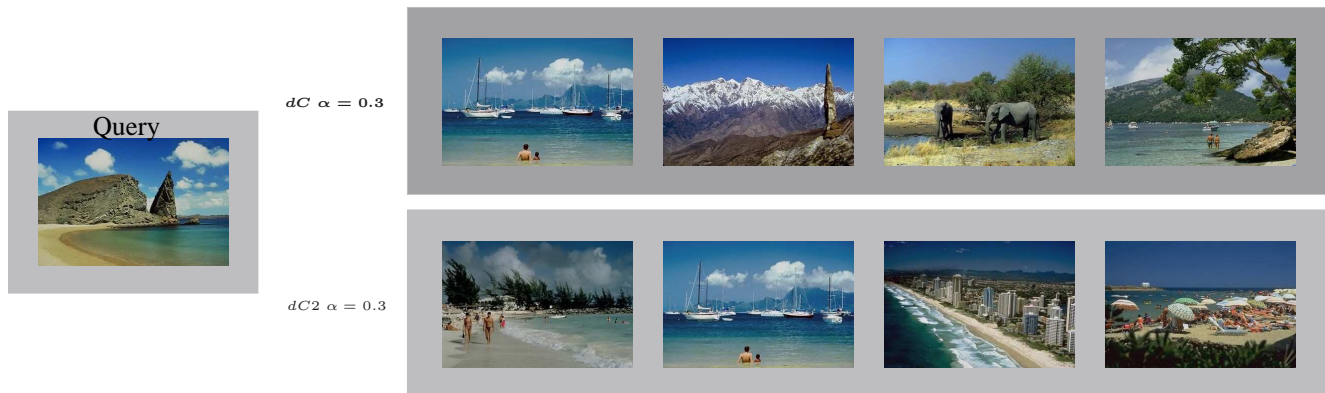 Query
dC α = 0.3
dC2 α = 0.3